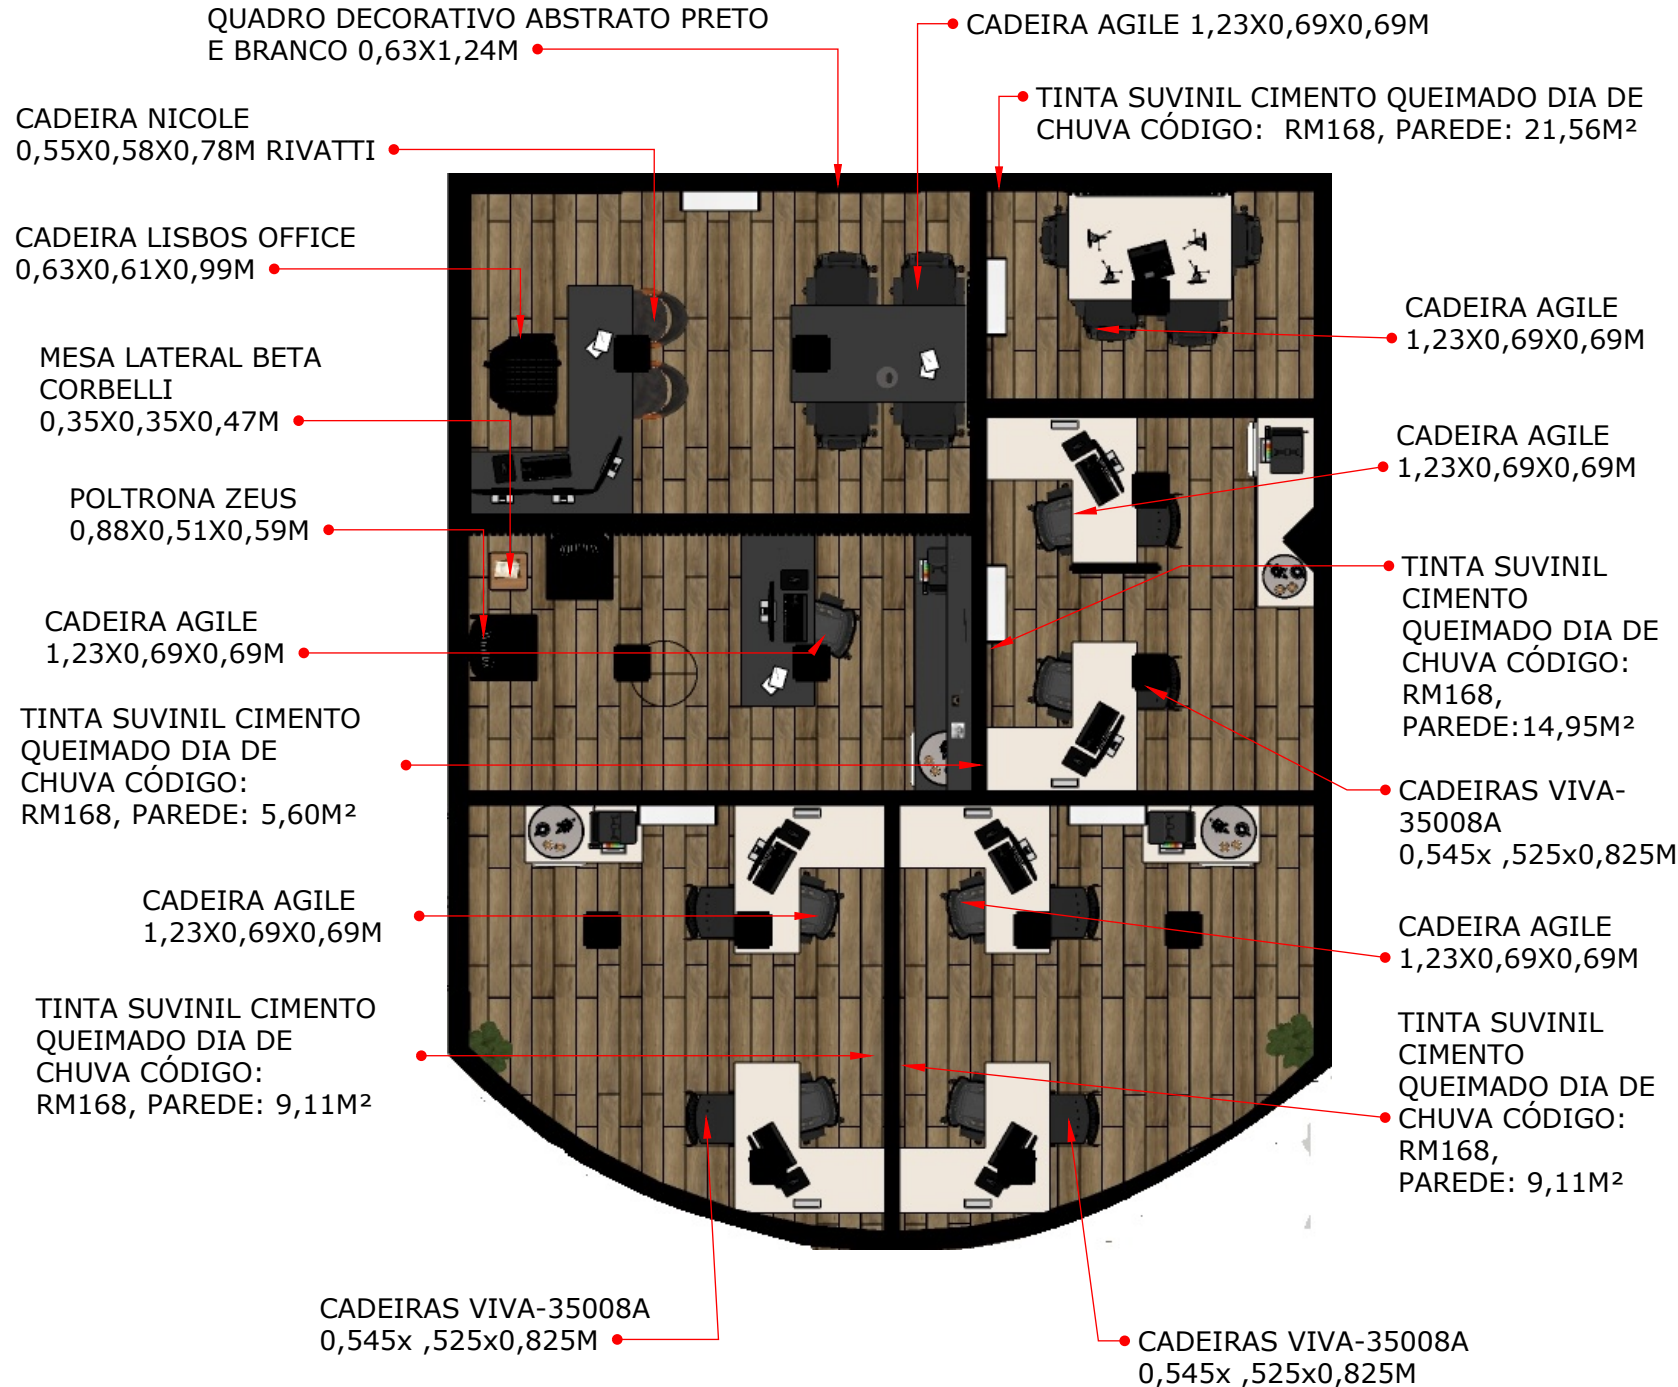 QUADRO DECORATIVO ABSTRATO PRETO
E BRANCO 0,63X1,24M
CADEIRA AGILE 1,23X0,69X0,69M
TINTA SUVINIL CIMENTO QUEIMADO DIA DE
CHUVA CÓDIGO: RM168, PAREDE: 21,56M²
CADEIRA NICOLE
0,55X0,58X0,78M RIVATTI
CADEIRA LISBOS OFFICE
0,63X0,61X0,99M
MESA LATERAL BETA
CORBELLI
0,35X0,35X0,47M
POLTRONA ZEUS
0,88X0,51X0,59M
CADEIRA AGILE
1,23X0,69X0,69M
TINTA SUVINIL CIMENTO
QUEIMADO DIA DE
CHUVA CÓDIGO:
RM168, PAREDE: 5,60M²
CADEIRA AGILE
1,23X0,69X0,69M
TINTA SUVINIL CIMENTO
QUEIMADO DIA DE
CHUVA CÓDIGO:
RM168, PAREDE: 9,11M²
CADEIRA AGILE
1,23X0,69X0,69M
CADEIRA AGILE
1,23X0,69X0,69M
TINTA SUVINIL
CIMENTO
QUEIMADO DIA DE
CHUVA CÓDIGO:
RM168,
PAREDE:14,95M²
CADEIRAS VIVA-
35008A
0,545x ,525x0,825M
CADEIRA AGILE
1,23X0,69X0,69M
TINTA SUVINIL
CIMENTO
QUEIMADO DIA DE
CHUVA CÓDIGO:
RM168,
PAREDE: 9,11M²
CADEIRAS VIVA-35008A
0,545x ,525x0,825M
CADEIRAS VIVA-35008A
0,545x ,525x0,825M